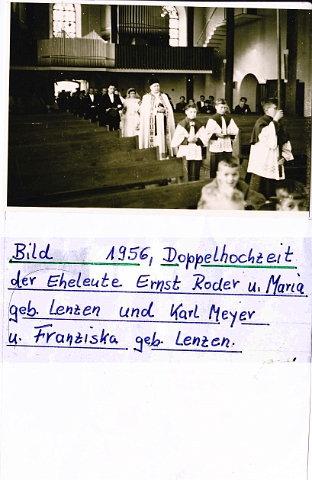 Bild 1956, Doppelhochzeit
der Eheleute Ernst Roder u. Maria
geb. Lenzen und Karl Meyer
u. Franziska geb. Lenzen.